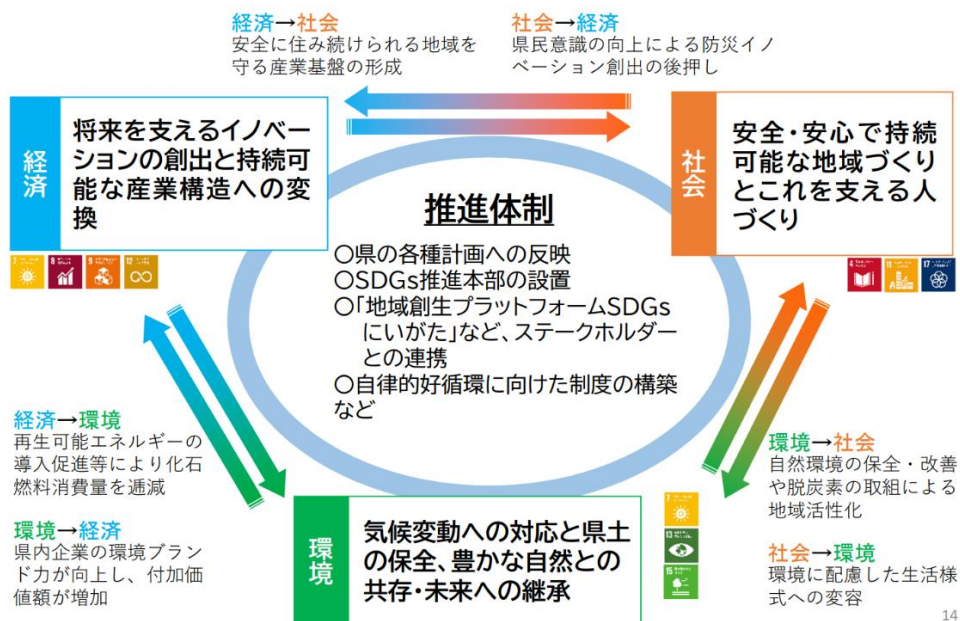 経済→社会
安全に住み続けられる地域を
守る産業基盤の形成
社会→経済
県民意識の向上による防災イノ
ベーション創出の後押し
経済
将来を支えるイノベー
ションの創出と持続可
能な産業構造への変
換
7
8
9
12
社会
安全・安心で持続
可能な地域づくり
とこれを支える人
づくり
4
11
17
推進体制
○県の各種計画への反映
○SDGs推進本部の設置
○「地域創生プラットフォームSDGs
にいがた」など、ステークホルダー
との連携
○自律的好循環に向けた制度の構築
など
経済→環境
再生可能エネルギーの
導入促進等により化石
燃料消費量を逓減
環境→経済
県内企業の環境ブラン
ド力が向上し、付加価
値額が増加
環境
気候変動への対応と県土
の保全、豊かな自然との
共存・未来への継承
7
13
15
環境→社会
自然環境の保全・改善
や脱炭素の取組による
地域活性化
社会→環境
環境に配慮した生活様
式への変容
14